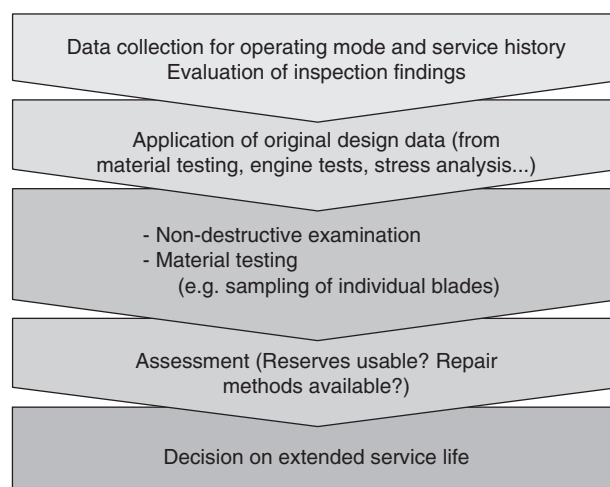 Data collection for operating mode and service history
Evaluation of inspection findings
Application of original design data (from
material testing, engine tests, stress analysis...)
- Non-destructive examination
- Material testing
(e.g. sampling of individual blades)
Assessment (Reserves usable? Repair
methods available?)
Decision on extended service life